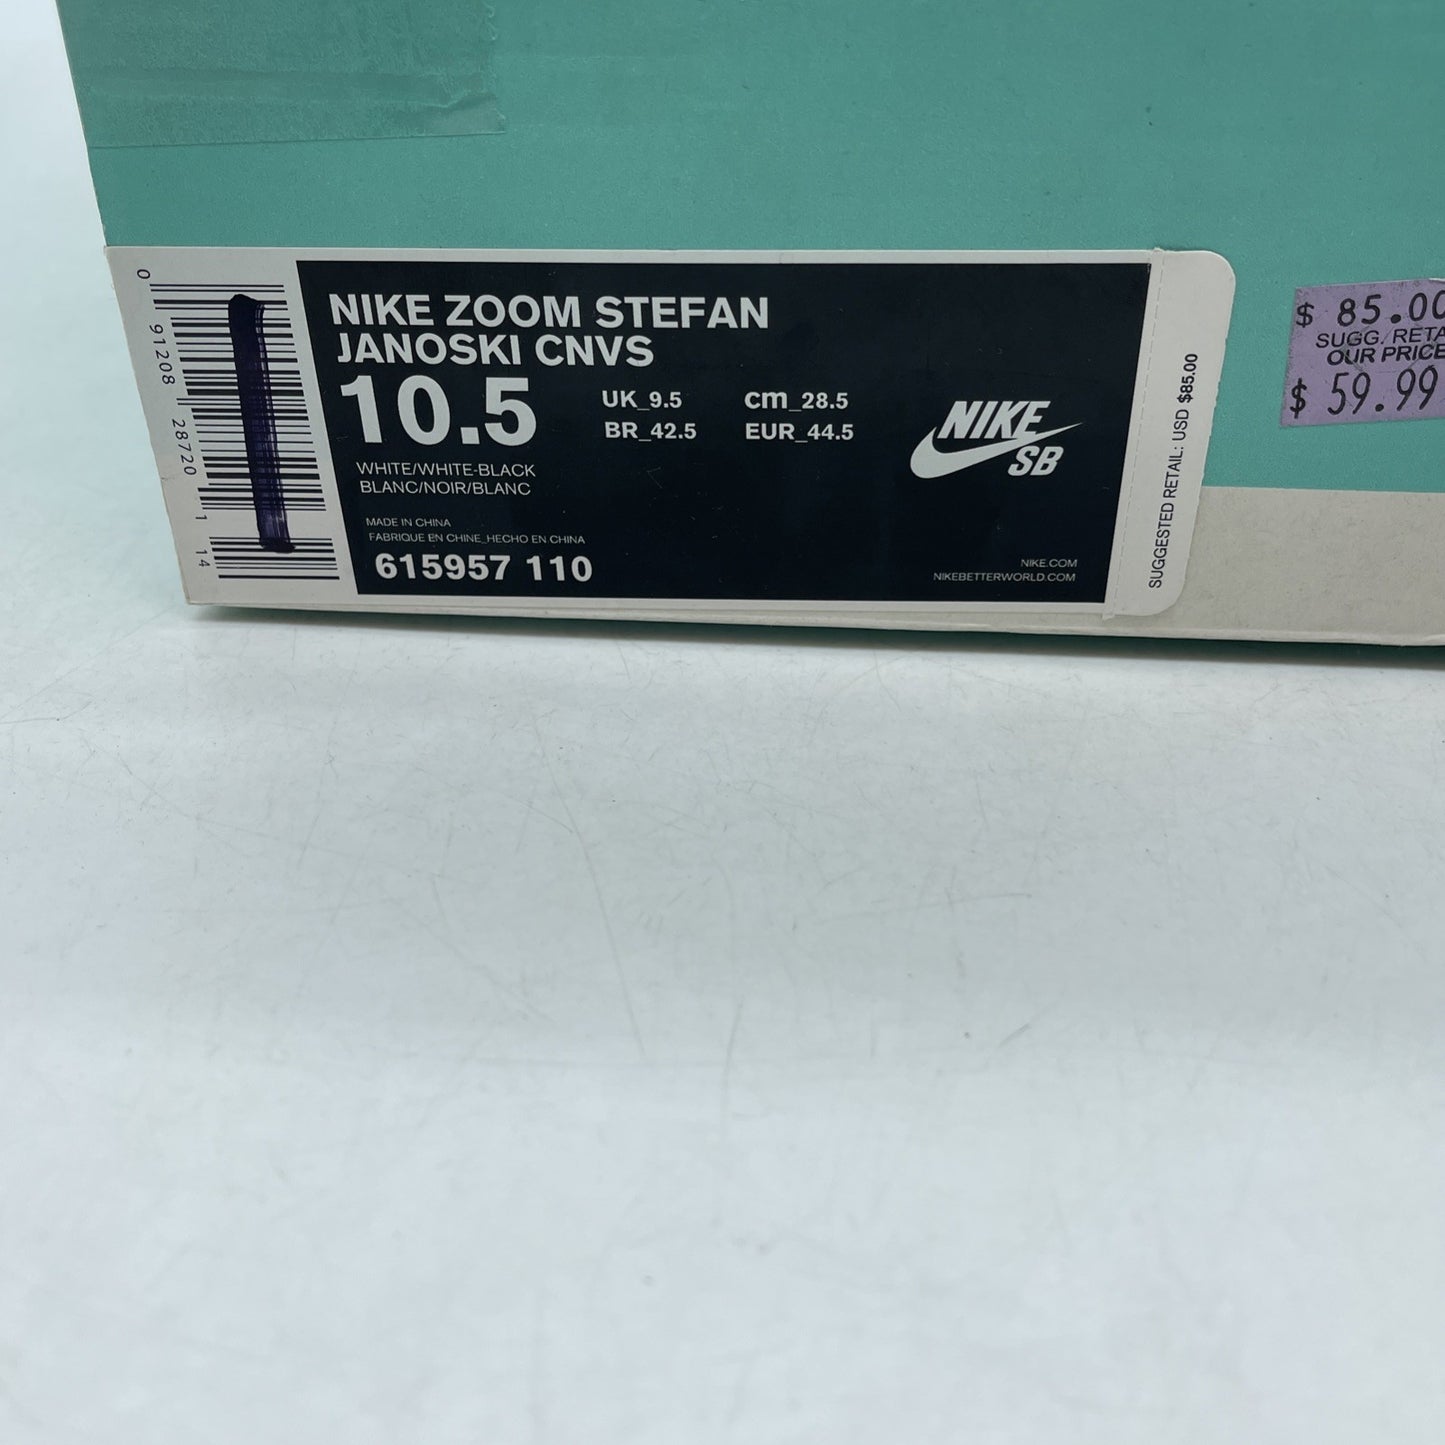 0 91208 28720 1 14
NIKE ZOOM STEFAN
JANOSKI CNVS
10.5
UK_9.5 cm_28.5
BR_42.5 EUR_44.5
WHITE/WHITE-BLACK
BLANC/NOIR/BLANC
MADE IN CHINA
FABRIQUE EN CHINE_HECHO EN CHINA
615957 110
NIKE
SB
NIKE.COM
NIKEBETTERWORLD.COM
SUGGESTED RETAIL: USD $85.00
$ 85.00
SUGG. RETA
OUR PRICE
$ 59.99